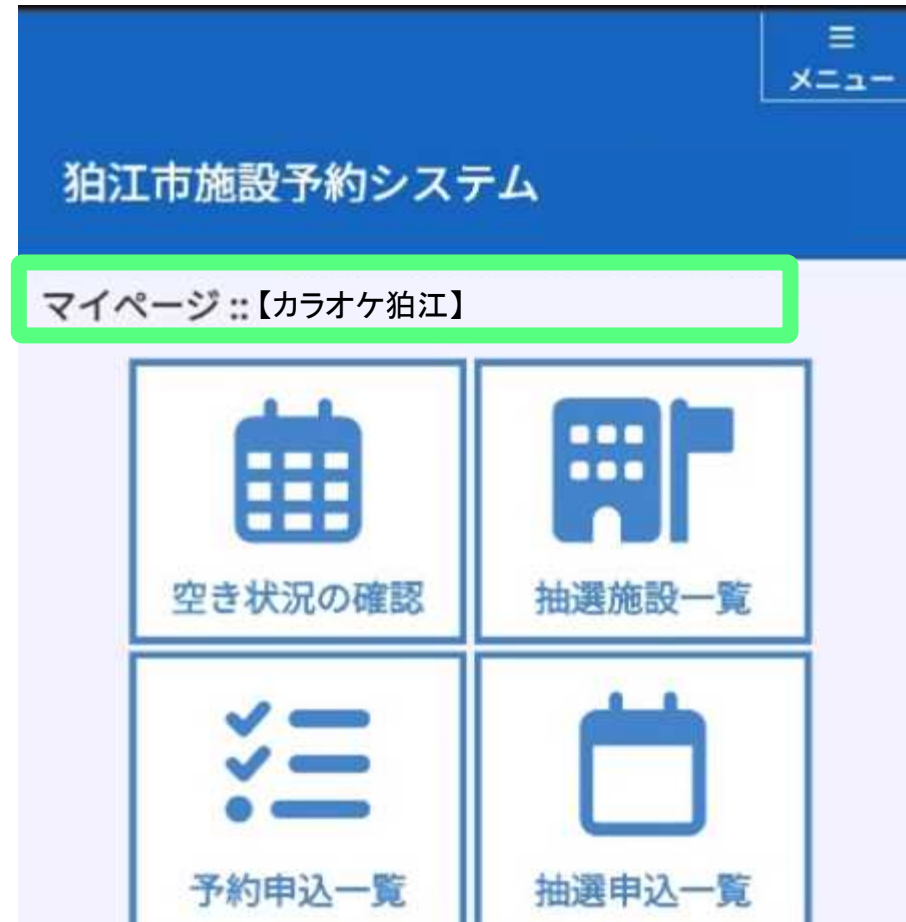 メニュー
狛江市施設予約システム
マイページ ::【カラオケ狛江】
空き状況の確認
抽選施設一覧
予約申込一覧
抽選申込一覧